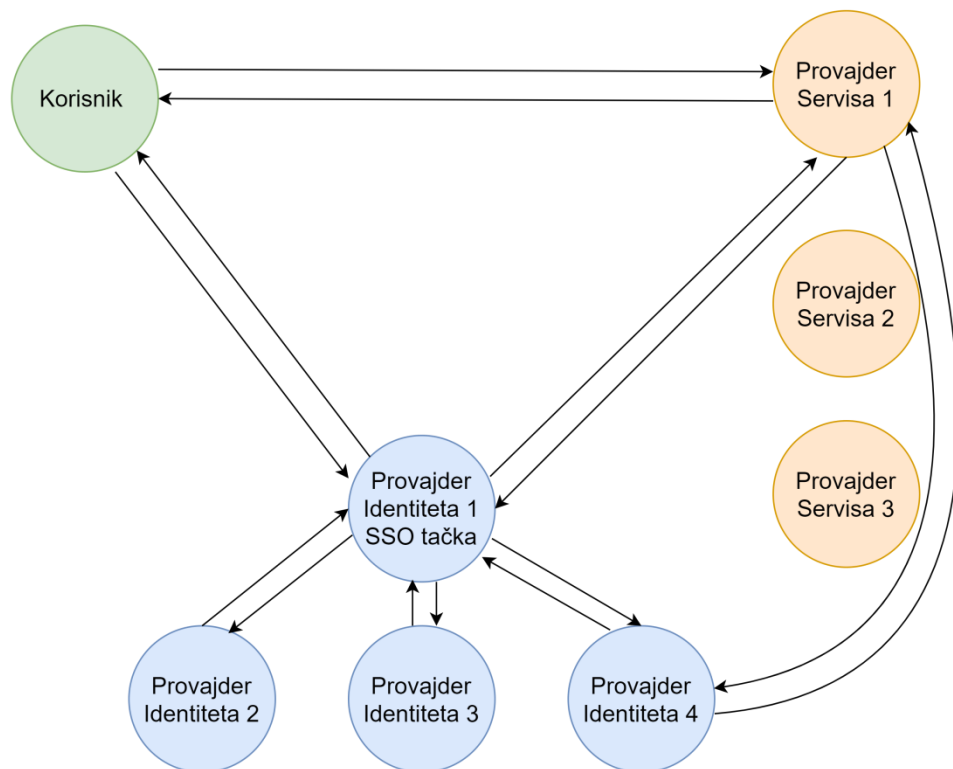 Korisnik
Provajder
Servisa 1
Provajder
Servisa 2
Provajder
Servisa 3
Provajder
Identiteta 1
SSO tačka
Provajder
Identiteta 2
Provajder
Identiteta 3
Provajder
Identiteta 4